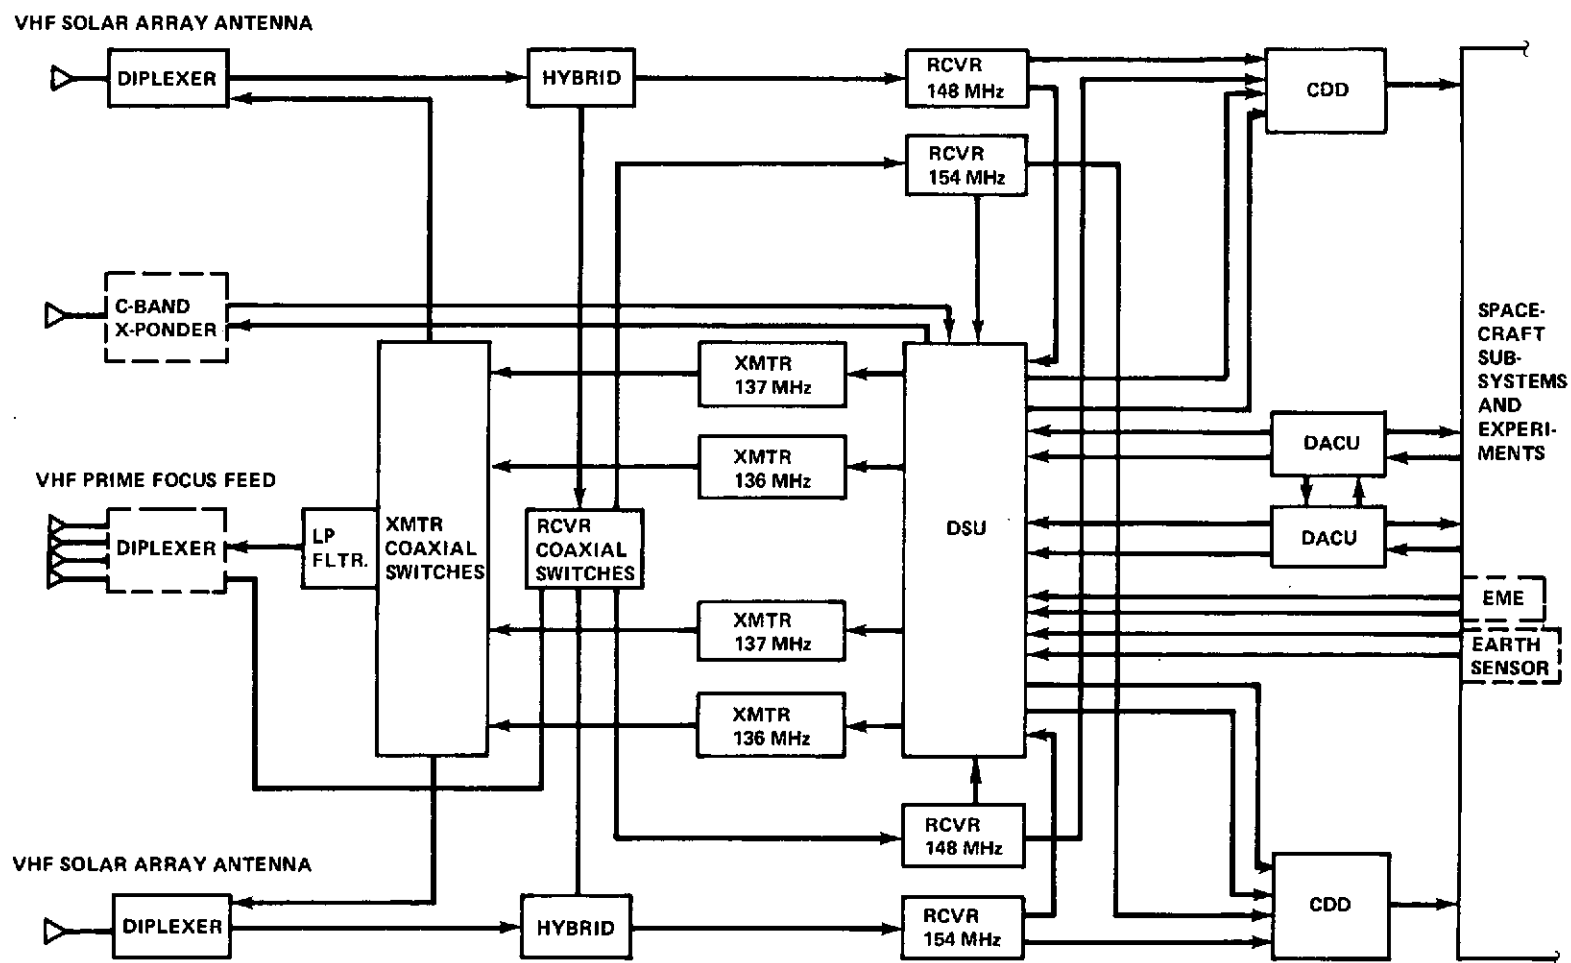 VHF SOLAR ARRAY ANTENNA
DIPLEXER
HYBRID
RCVR
148 MHz
CDD
RCVR
154 MHz
C-BAND
X-PONDER
SPACE-
CRAFT
SUB-
SYSTEMS
AND
EXPERI-
MENTS
XMTR
137 MHz
DACU
XMTR
136 MHz
VHF PRIME FOCUS FEED
DIPLEXER
LP
FLTR.
XMTR
COAXIAL
SWITCHES
RCVR
COAXIAL
SWITCHES
DSU
DACU
EME
XMTR
137 MHz
EARTH
SENSOR
XMTR
136 MHz
RCVR
148 MHz
VHF SOLAR ARRAY ANTENNA
DIPLEXER
HYBRID
RCVR
154 MHz
CDD